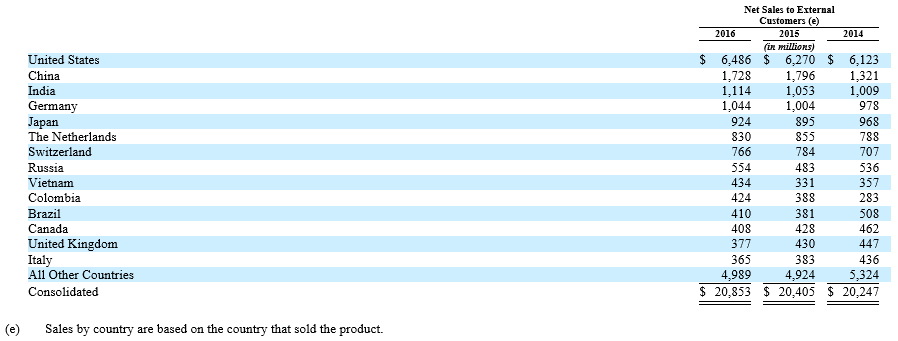 Net Sales to External
Customers (e)
2016 2015 2014
(in millions)
United States $ 6,486 $ 6,270 $ 6,123
China 1,728 1,796 1,321
India 1,114 1,053 1,009
Germany 1,044 1,004 978
Japan 924 895 968
The Netherlands 830 855 788
Switzerland 766 784 707
Russia 554 483 536
Vietnam 434 331 357
Colombia 424 388 283
Brazil 410 381 508
Canada 408 428 462
United Kingdom 377 430 447
Italy 365 383 436
All Other Countries 4,989 4,924 5,324
Consolidated $ 20,853 $ 20,405 $ 20,247
(e) Sales by country are based on the country that sold the product.